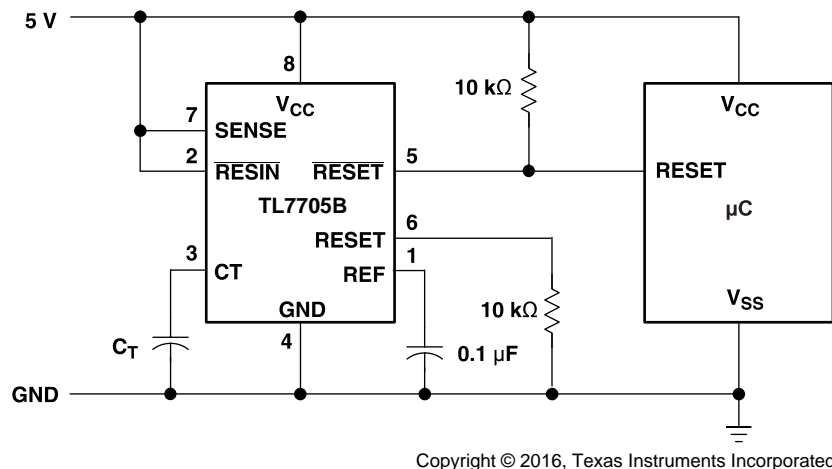 5 V
8
10 kΩ
VCC
VCC
7
SENSE
2
RESIN
RESET
5
RESET
TL7705B
µC
6
RESET
3
1
CT
REF
VSS
GND
10 kΩ
4
CT
0.1 µF
GND
Copyright © 2016, Texas Instruments Incorporated